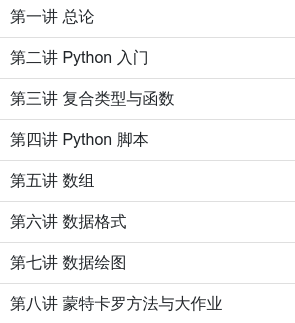 第一讲 总论
第二讲 Python 入门
第三讲 复合类型与函数
第四讲 Python 脚本
第五讲 数组
第六讲 数据格式
第七讲 数据绘图
第八讲 蒙特卡罗方法与大作业